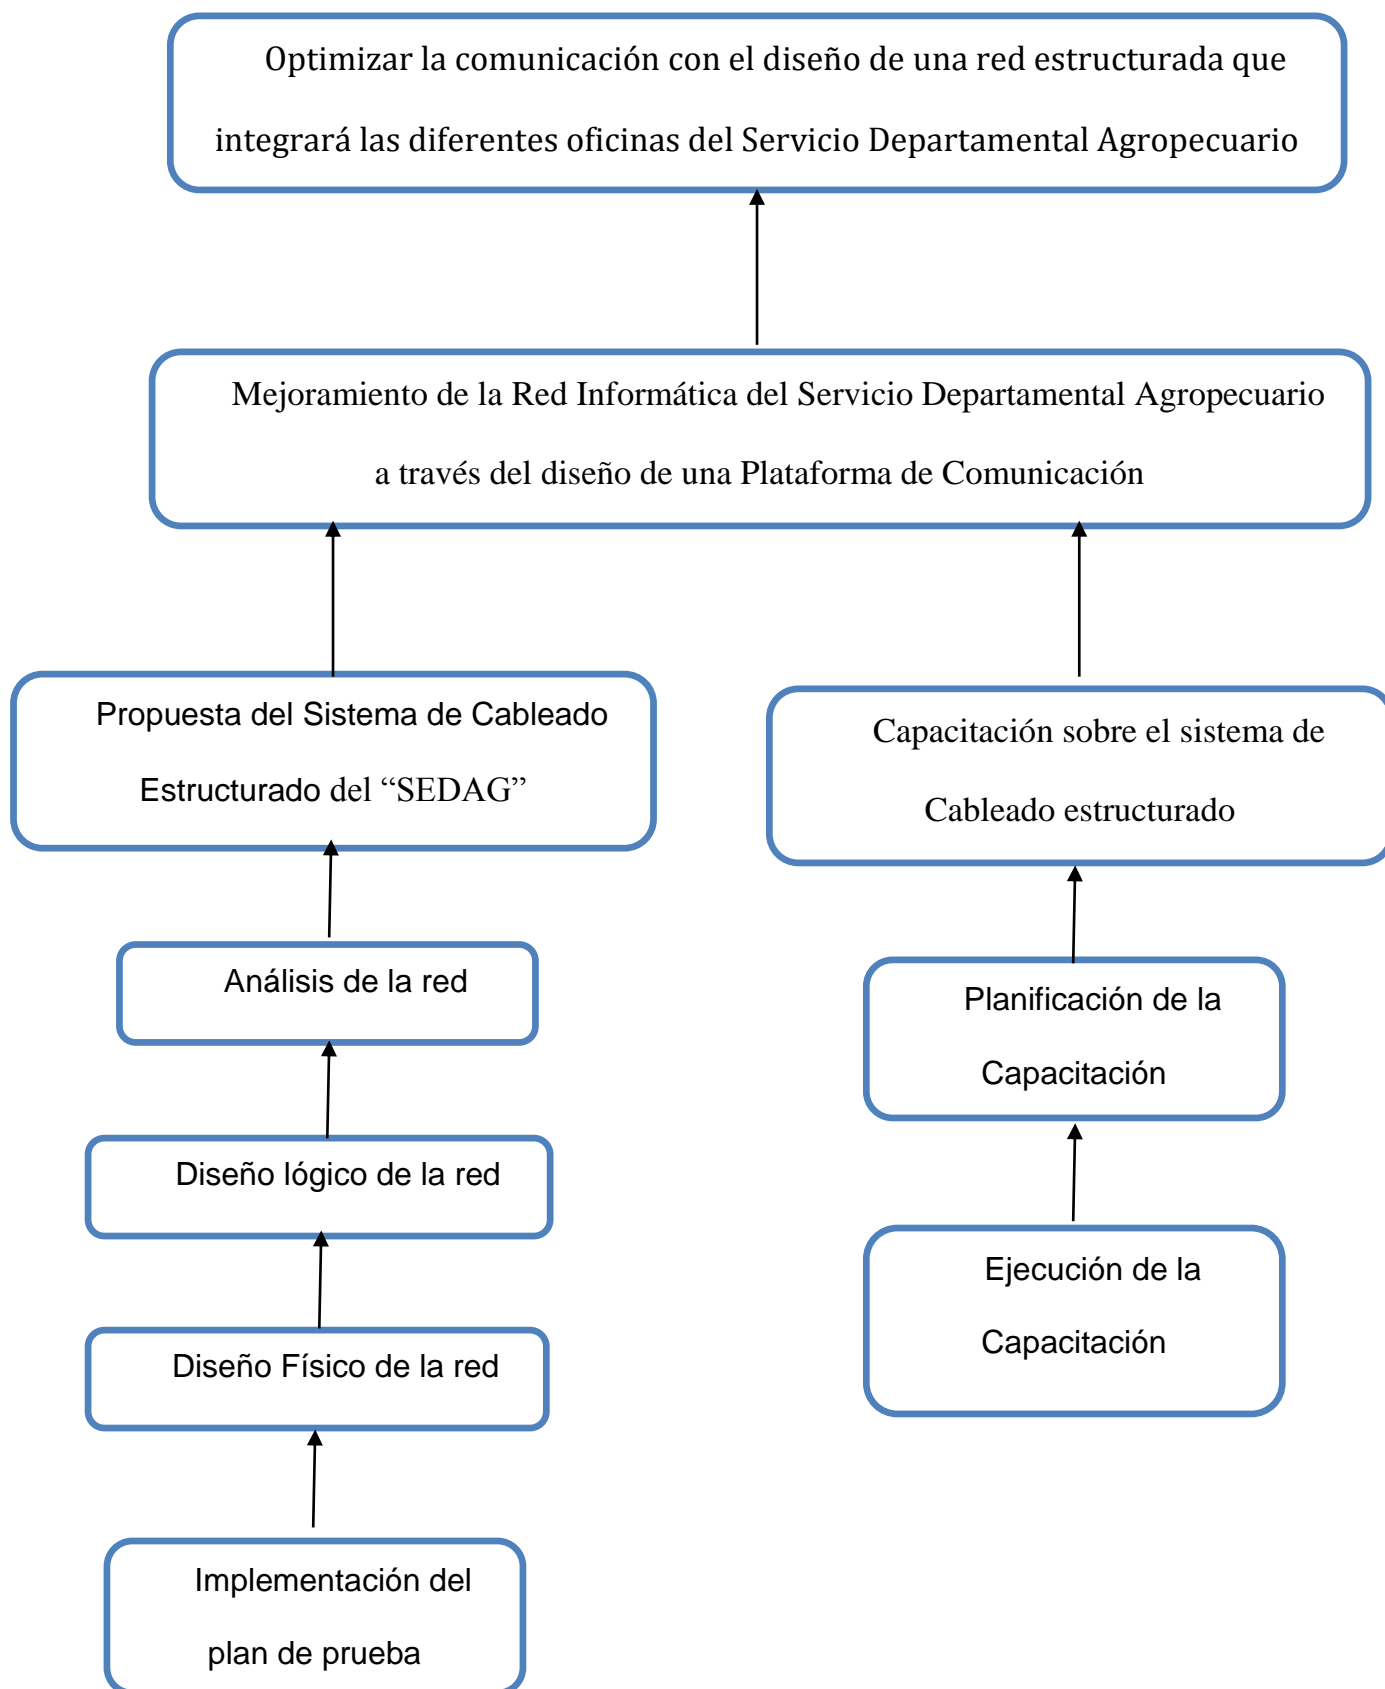 Optimizar la comunicación con el diseño de una red estructurada que
integrará las diferentes oficinas del Servicio Departamental Agropecuario
Mejoramiento de la Red Informática del Servicio Departamental Agropecuario
a través del diseño de una Plataforma de Comunicación
Propuesta del Sistema de Cableado
Estructurado del “SEDAG”
Capacitación sobre el sistema de
Cableado estructurado
Análisis de la red
Planificación de la
Capacitación
Diseño lógico de la red
Ejecución de la
Capacitación
Diseño Físico de la red
Implementación del
plan de prueba